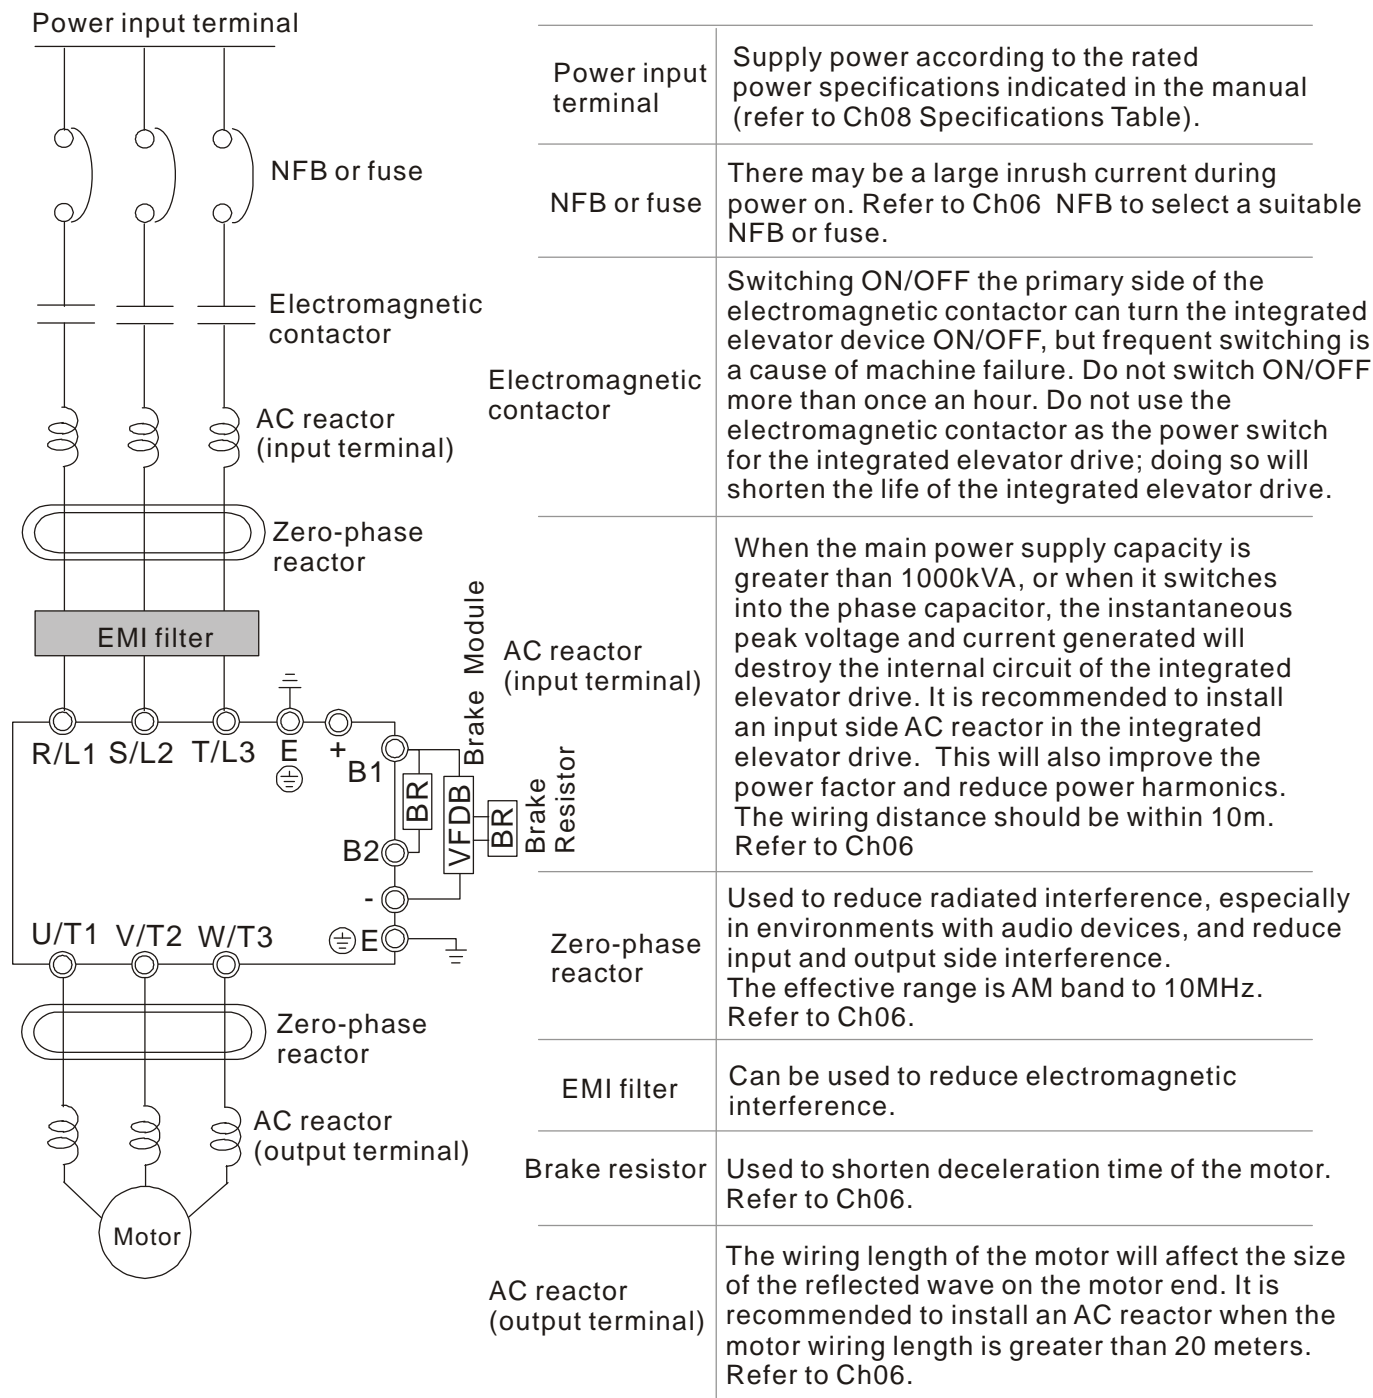 Power input terminal
NFB or fuse
Electromagnetic
contactor
AC reactor
(input terminal)
Zero-phase
reactor
EMI filter
R/L1 S/L2 T/L3 E +
B1
B2
-
E
BR
VFDB
BR
Brake Module
Brake
Resistor
U/T1 V/T2 W/T3
Zero-phase
reactor
AC reactor
(output terminal)
Motor
Power input
terminal
Supply power according to the rated
power specifications indicated in the manual
(refer to Ch08 Specifications Table).
NFB or fuse
There may be a large inrush current during
power on. Refer to Ch06 NFB to select a suitable
NFB or fuse.
Electromagnetic
contactor
Switching ON/OFF the primary side of the
electromagnetic contactor can turn the integrated
elevator device ON/OFF, but frequent switching is
a cause of machine failure. Do not switch ON/OFF
more than once an hour. Do not use the
electromagnetic contactor as the power switch
for the integrated elevator drive; doing so will
shorten the life of the integrated elevator drive.
AC reactor
(input terminal)
When the main power supply capacity is
greater than 1000kVA, or when it switches
into the phase capacitor, the instantaneous
peak voltage and current generated will
destroy the internal circuit of the integrated
elevator drive. It is recommended to install
an input side AC reactor in the integrated
elevator drive. This will also improve the
power factor and reduce power harmonics.
The wiring distance should be within 10m.
Refer to Ch06
Zero-phase
reactor
Used to reduce radiated interference, especially
in environments with audio devices, and reduce
input and output side interference.
The effective range is AM band to 10MHz.
Refer to Ch06.
EMI filter
Can be used to reduce electromagnetic
interference.
Brake resistor
Used to shorten deceleration time of the motor.
Refer to Ch06.
AC reactor
(output terminal)
The wiring length of the motor will affect the size
of the reflected wave on the motor end. It is
recommended to install an AC reactor when the
motor wiring length is greater than 20 meters.
Refer to Ch06.